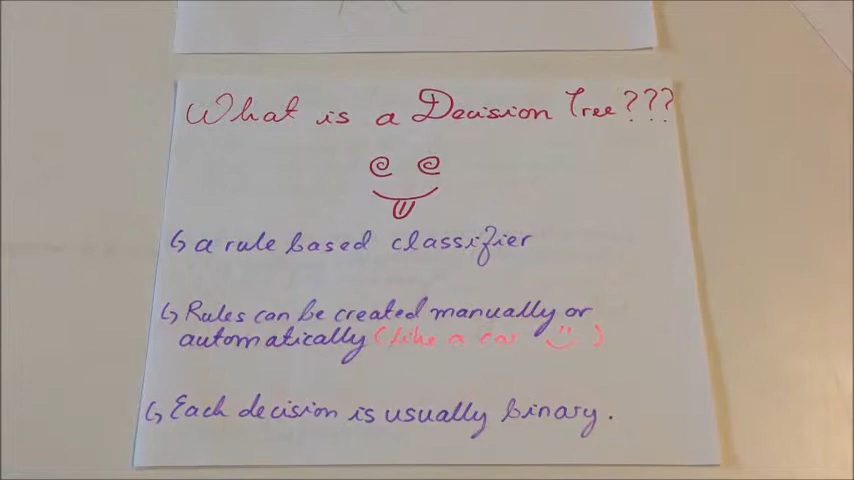 What is a Decision Tree???
↳ a rule based classifier
↳ Rules can be created manually or
automatically (like a car )
↳ Each decision is usually binary.